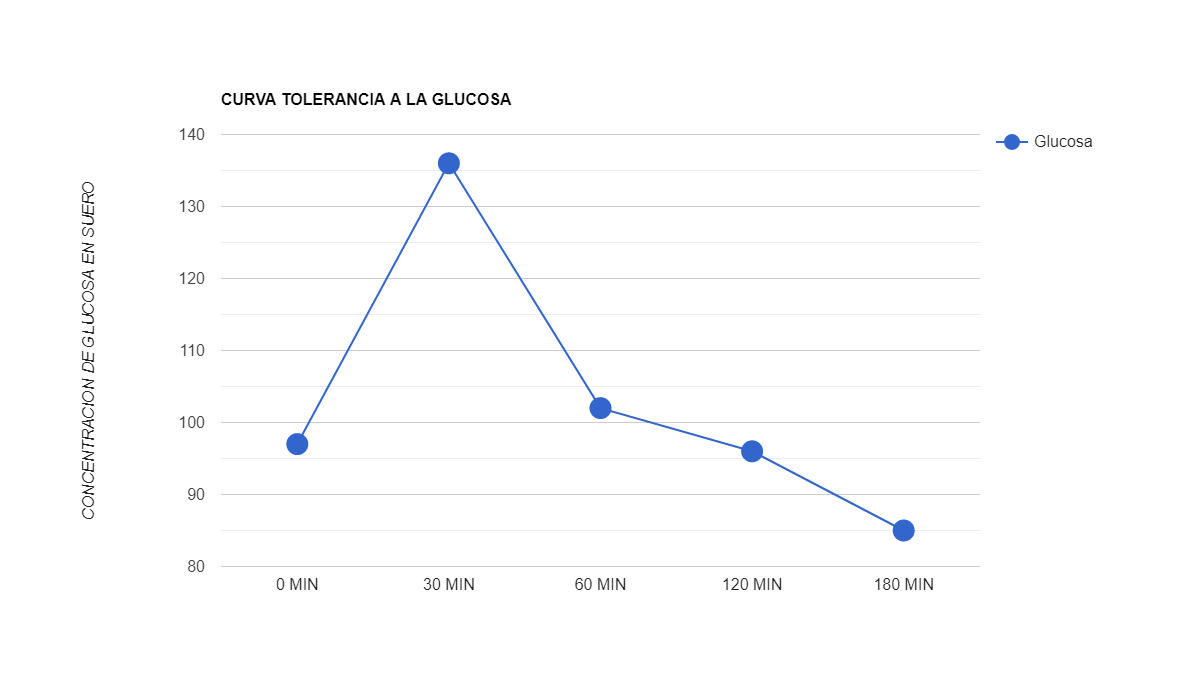 CURVA TOLERANCIA A LA GLUCOSA
Glucosa
CONCENTRACION DE GLUCOSA EN SUERO
140
130
120
110
100
90
80
0 MIN
30 MIN
60 MIN
120 MIN
180 MIN